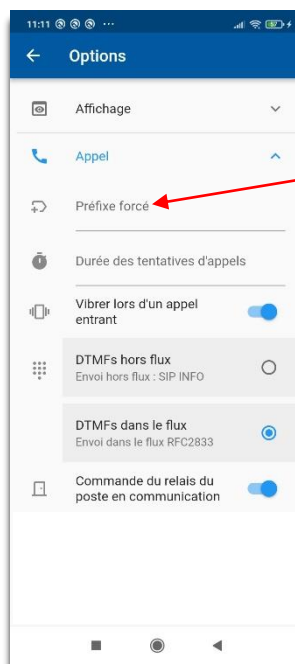 11:11
Options
Affichage
Appel
Préfixe forcé
Durée des tentatives d'appels
Vibrer lors d'un appel
entrant
DTMFs hors flux
Envoi hors flux : SIP INFO
DTMFs dans le flux
Envoi dans le flux RFC2833
Commande du relais du
poste en communication